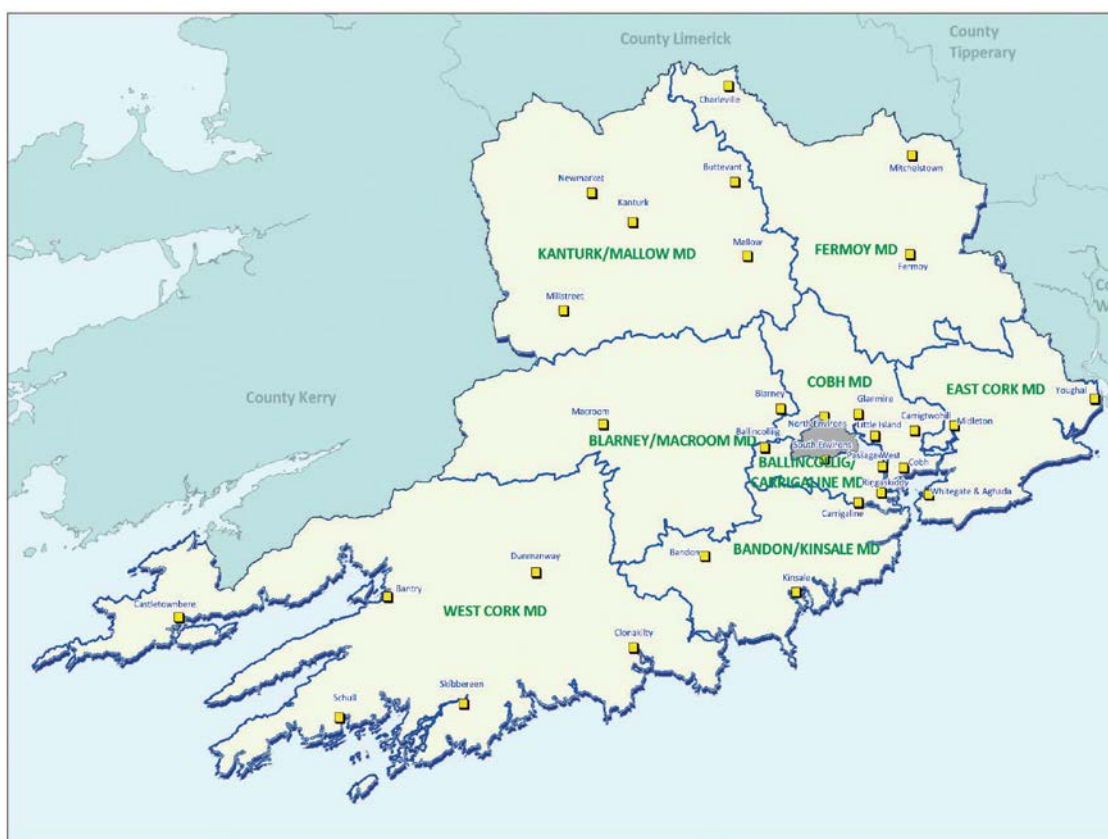 County Limerick
County
Tipperary
Charleville
Mitchelstown
Buttevant
Newmarket
Kanturk
Mallow
KANTURK/MALLOW MD
FERMOY MD
Fermoy
Millstreet
Co
W
County Kerry
COBH MD
EAST CORK MD
Youghal
Blarney
Glanmire
Macroom
North Environs
Little Island
Carrigtwohill
Midleton
BLARNEY/MACROOM MD
Ballincollig
South Environs
Passage West
Cobh
BALLINCOLLIG/
CARRIGALINE MD
Ringaskiddy
Whitegate & Aghada
Carrigaline
BANDON/KINSALE MD
Bandon
Dunmanway
Kinsale
Bantry
Castletownbere
WEST CORK MD
Clonakilty
Skibbereen
Schull